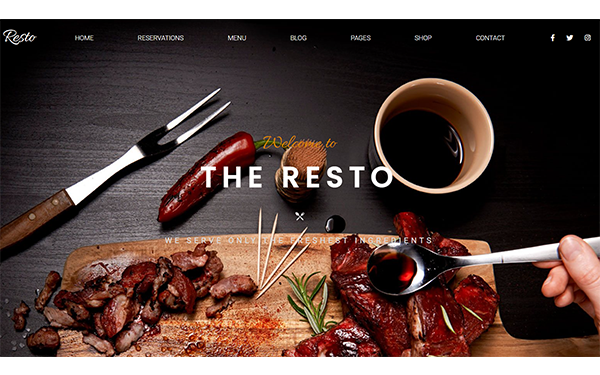 Resto
HOME RESERVATIONS MENU BLOG PAGES SHOP CONTACT
Welcome to
THE RESTO
WE SERVE ONLY THE FRESHEST INGREDIENTS